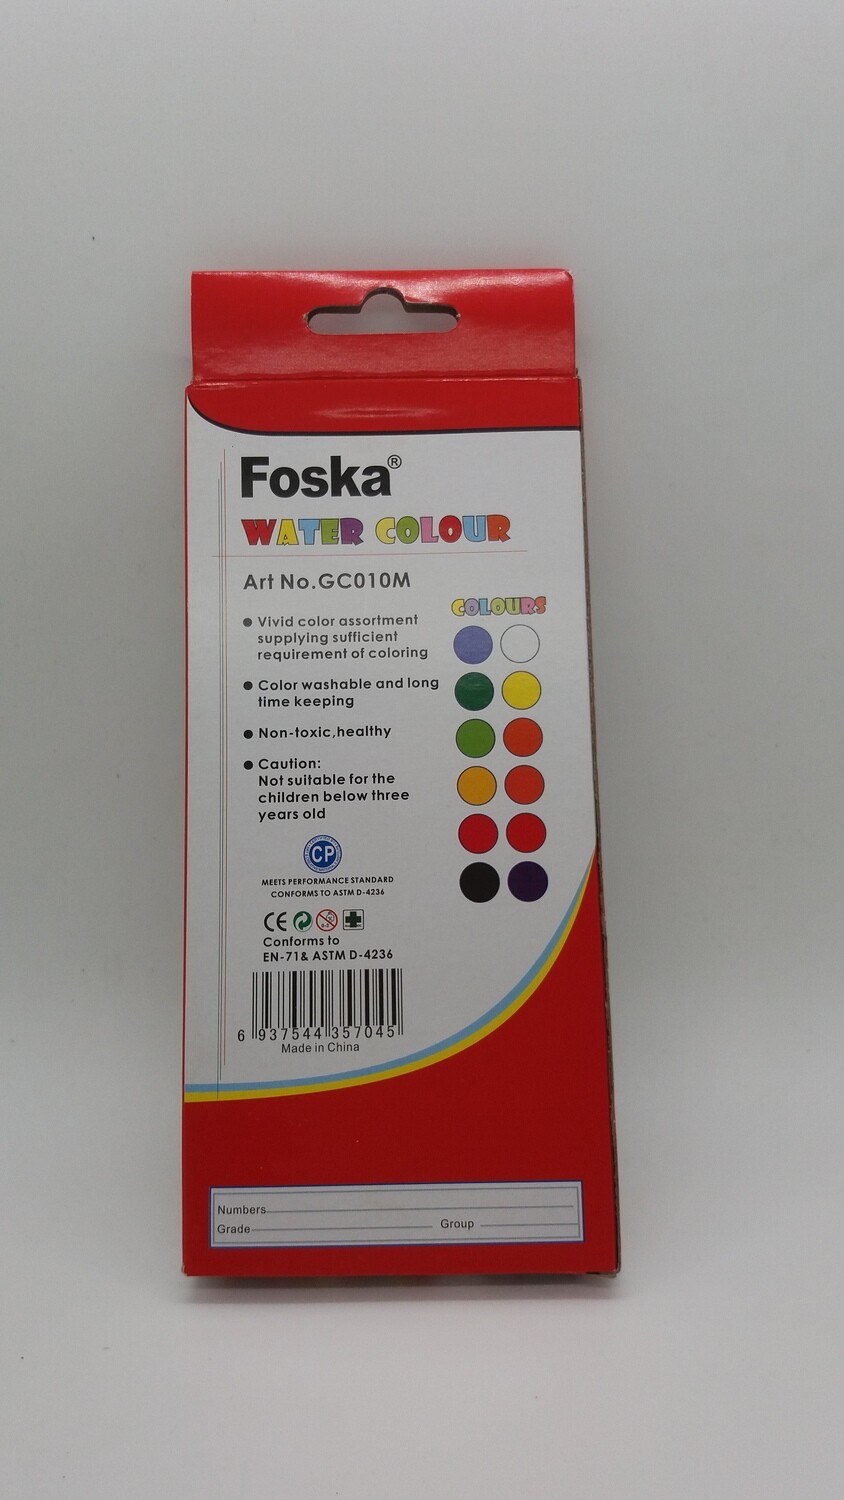 Foska®
WATER COLOUR
Art No.GC010M
COLOURS
● Vivid color assortment
supplying sufficient
requirement of coloring
● Color washable and long
time keeping
● Non-toxic,healthy
● Caution:
Not suitable for the
children below three
years old
CP
MEETS PERFORMANCE STANDARD
CONFORMS TO ASTM D-4236
CE
0-3
Conforms to
EN-71& ASTM D-4236
6 937544 357045
Made in China
Numbers
Grade Group